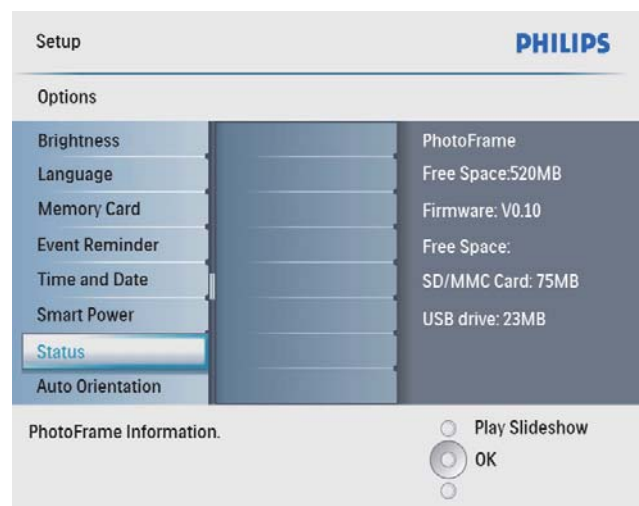 Setup
PHILIPS
Options
Brightness
Language
Memory Card
Event Reminder
Time and Date
Smart Power
Status
Auto Orientation
PhotoFrame
Free Space:520MB
Firmware: V0.10
Free Space:
SD/MMC Card: 75MB
USB drive: 23MB
PhotoFrame Information.
Play Slideshow
OK